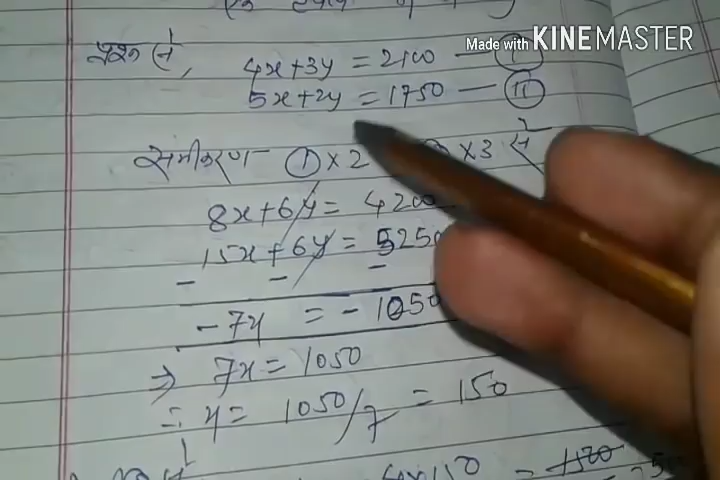 Made with KINEMASTER
प्रश्न से,
4x+3y = 2100 — I
5x+2y = 1750 — II
समीकरण I ×2 ×3 से
8x+6y = 4200
15x+6y = 5250
- - -
-7x = -1050
⇒ 7x = 1050
∴ x = 1050/7 = 150